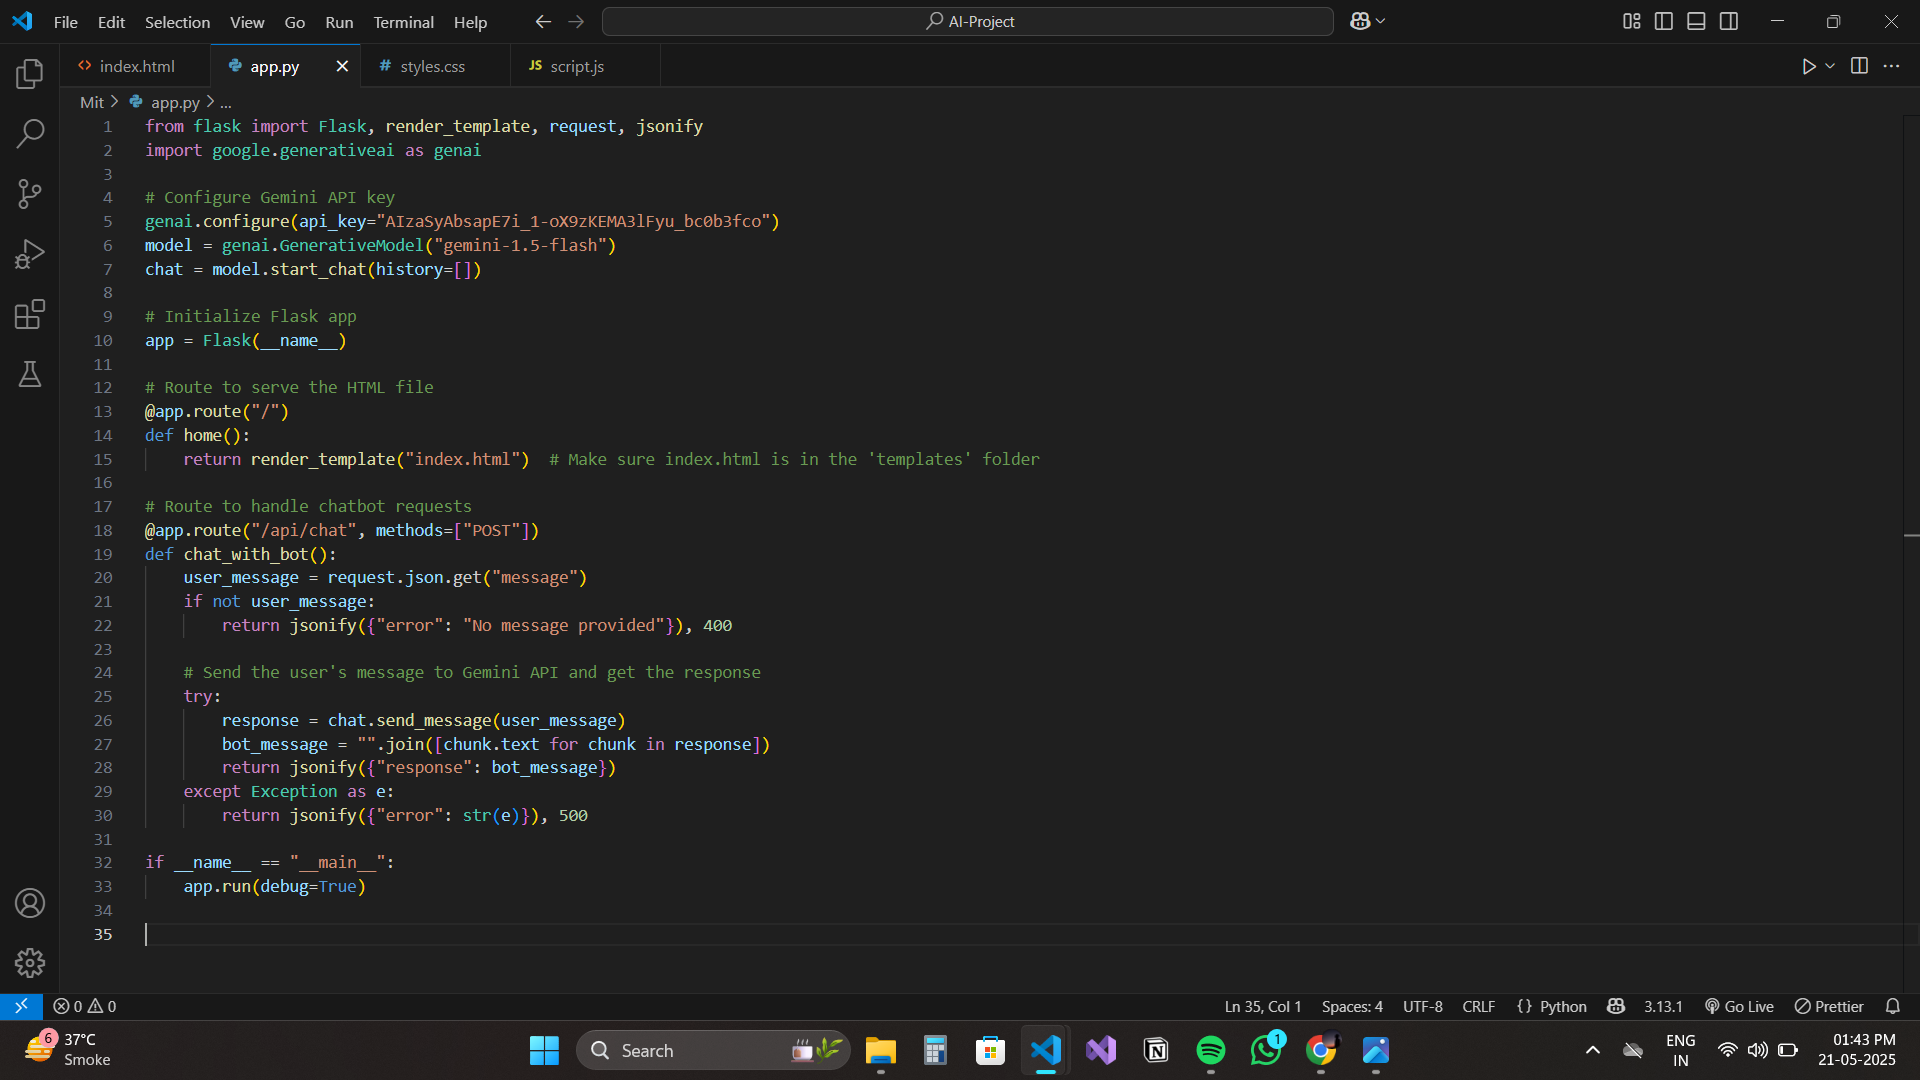 File Edit Selection View Go Run Terminal Help
AI-Project
index.html
app.py
styles.css
JS script.js
Mit > app.py > ...
1 from flask import Flask, render_template, request, jsonify
2 import google.generativeai as genai
3
4 # Configure Gemini API key
5 genai.configure(api_key="AIzaSyAbsapE7i_1-oX9zKEMA3lFyu_bc0b3fco")
6 model = genai.GenerativeModel("gemini-1.5-flash")
7 chat = model.start_chat(history=[])
8
9 # Initialize Flask app
10 app = Flask(__name__)
11
12 # Route to serve the HTML file
13 @app.route("/")
14 def home():
15     return render_template("index.html")  # Make sure index.html is in the 'templates' folder
16
17 # Route to handle chatbot requests
18 @app.route("/api/chat", methods=["POST"])
19 def chat_with_bot():
20     user_message = request.json.get("message")
21     if not user_message:
22         return jsonify({"error": "No message provided"}), 400
23
24     # Send the user's message to Gemini API and get the response
25     try:
26         response = chat.send_message(user_message)
27         bot_message = "".join([chunk.text for chunk in response])
28         return jsonify({"response": bot_message})
29     except Exception as e:
30         return jsonify({"error": str(e)}), 500
31
32 if __name__ == "__main__":
33     app.run(debug=True)
34
35
0 0
Ln 35, Col 1 Spaces: 4 UTF-8 CRLF {} Python 3.13.1 Go Live Prettier
6
37°C
Smoke
Search
1
ENG
IN
01:43 PM
21-05-2025